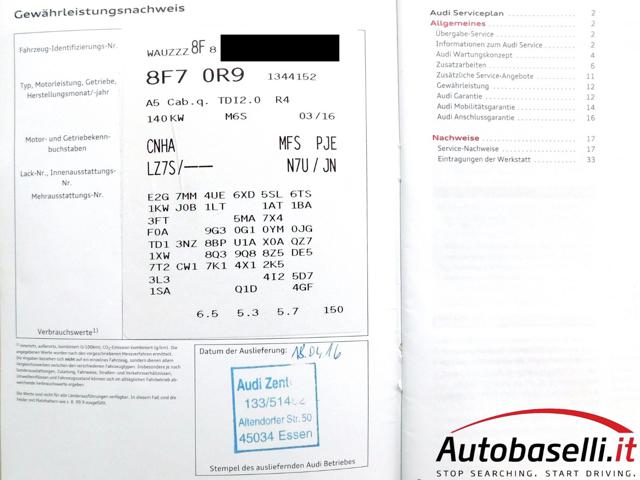 Gewährleistungsnachweis
Fahrzeug-Identifizierungs-Nr.
WAUZZZ 8F 8
8F7 0R9 1344152
Typ, Motorleistung, Getriebe,
Herstellungsmonat/-jahr
A5 Cab.q. TDI2.0 R4
140KW M6S 03/16
Motor- und Getriebekenn-
buchstaben
CNHA MFS PJE
Lack-Nr., Innenausstattungs-
Nr.
LZ7S/--- N7U/JN
Mehrausstattungs-Nr.
E2G 7MM 4UE 6XD 5SL 6TS
1KW J0B 1LT 1AT 1BA
3FT 5MA 7X4
F0A 9G3 0G1 0YM 0JG
TD1 3NZ 8BP U1A X0A QZ7
1XW 8Q3 9Q8 8Z5 DE5
7T2 CW1 7K1 4X1 2K5
3L3 4I2 5D7
1SA Q1D 4GF
6.5 5.3 5.7 150
Verbrauchswerte1)
Datum der Auslieferung: 18.04.16
Audi Zent
133/514
Altendorfer Str. 50
45034 Essen
Stempel des ausliefernden Audi Betriebes
Audi Serviceplan 2
Allgemeines 2
Übergabe-Service 2
Informationen zum Audi Service 2
Audi Wartungskonzept 4
Zusatzarbeiten 6
Zusätzliche Service-Angebote 11
Gewährleistung 12
Audi Garantie 12
Audi Mobilitätsgarantie 14
Audi Anschlussgarantie 16
Nachweise 17
Service-Nachweise 17
Eintragungen der Werkstatt 33
Autobaselli.it
STOP SEARCHING. START DRIVING.